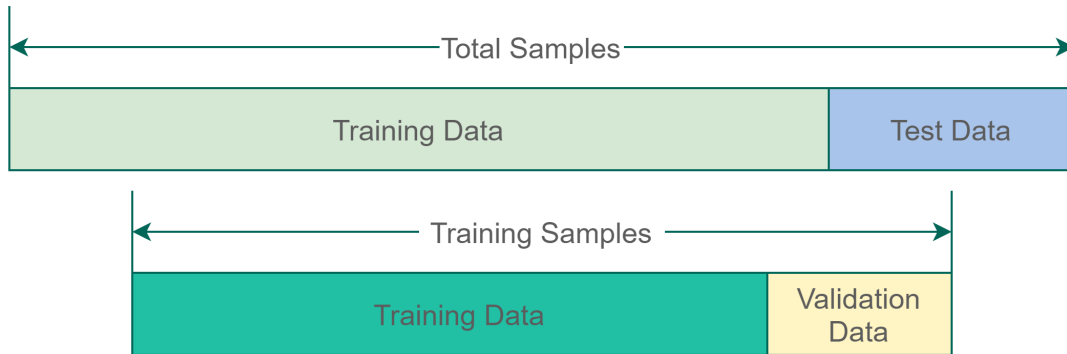 Total Samples
Training Data
Test Data
Training Samples
Training Data
Validation
Data